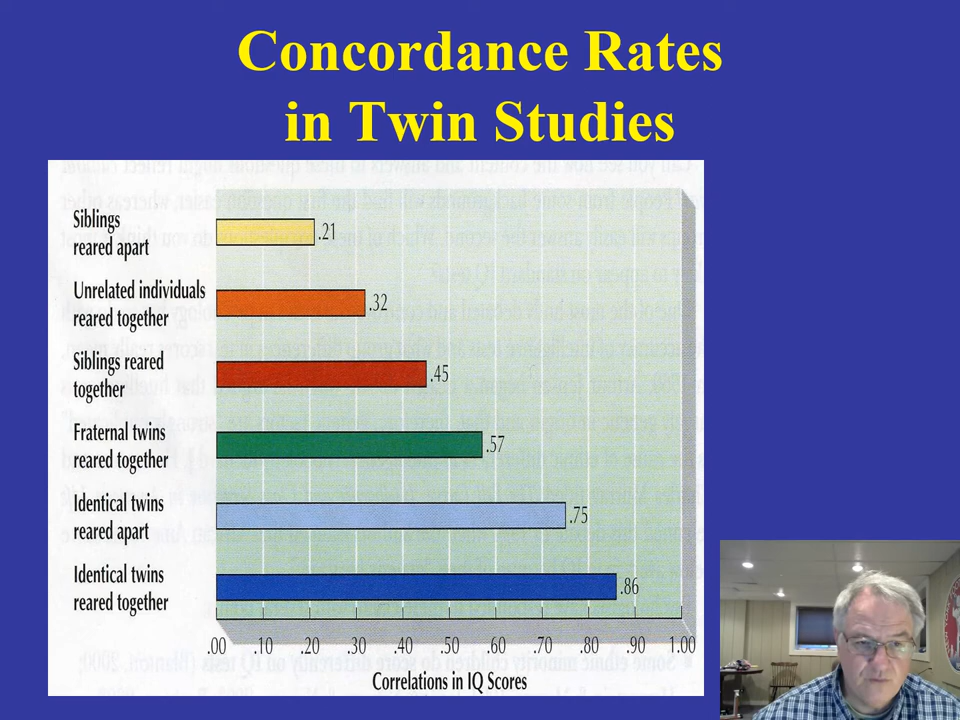 Concordance Rates
in Twin Studies
Siblings
reared apart
.21
Unrelated individuals
reared together
.32
Siblings reared
together
.45
Fraternal twins
reared together
.57
Identical twins
reared apart
.75
Identical twins
reared together
.86
.00 .10 .20 .30 .40 .50 .60 .70 .80 .90 1.00
Correlations in IQ Scores